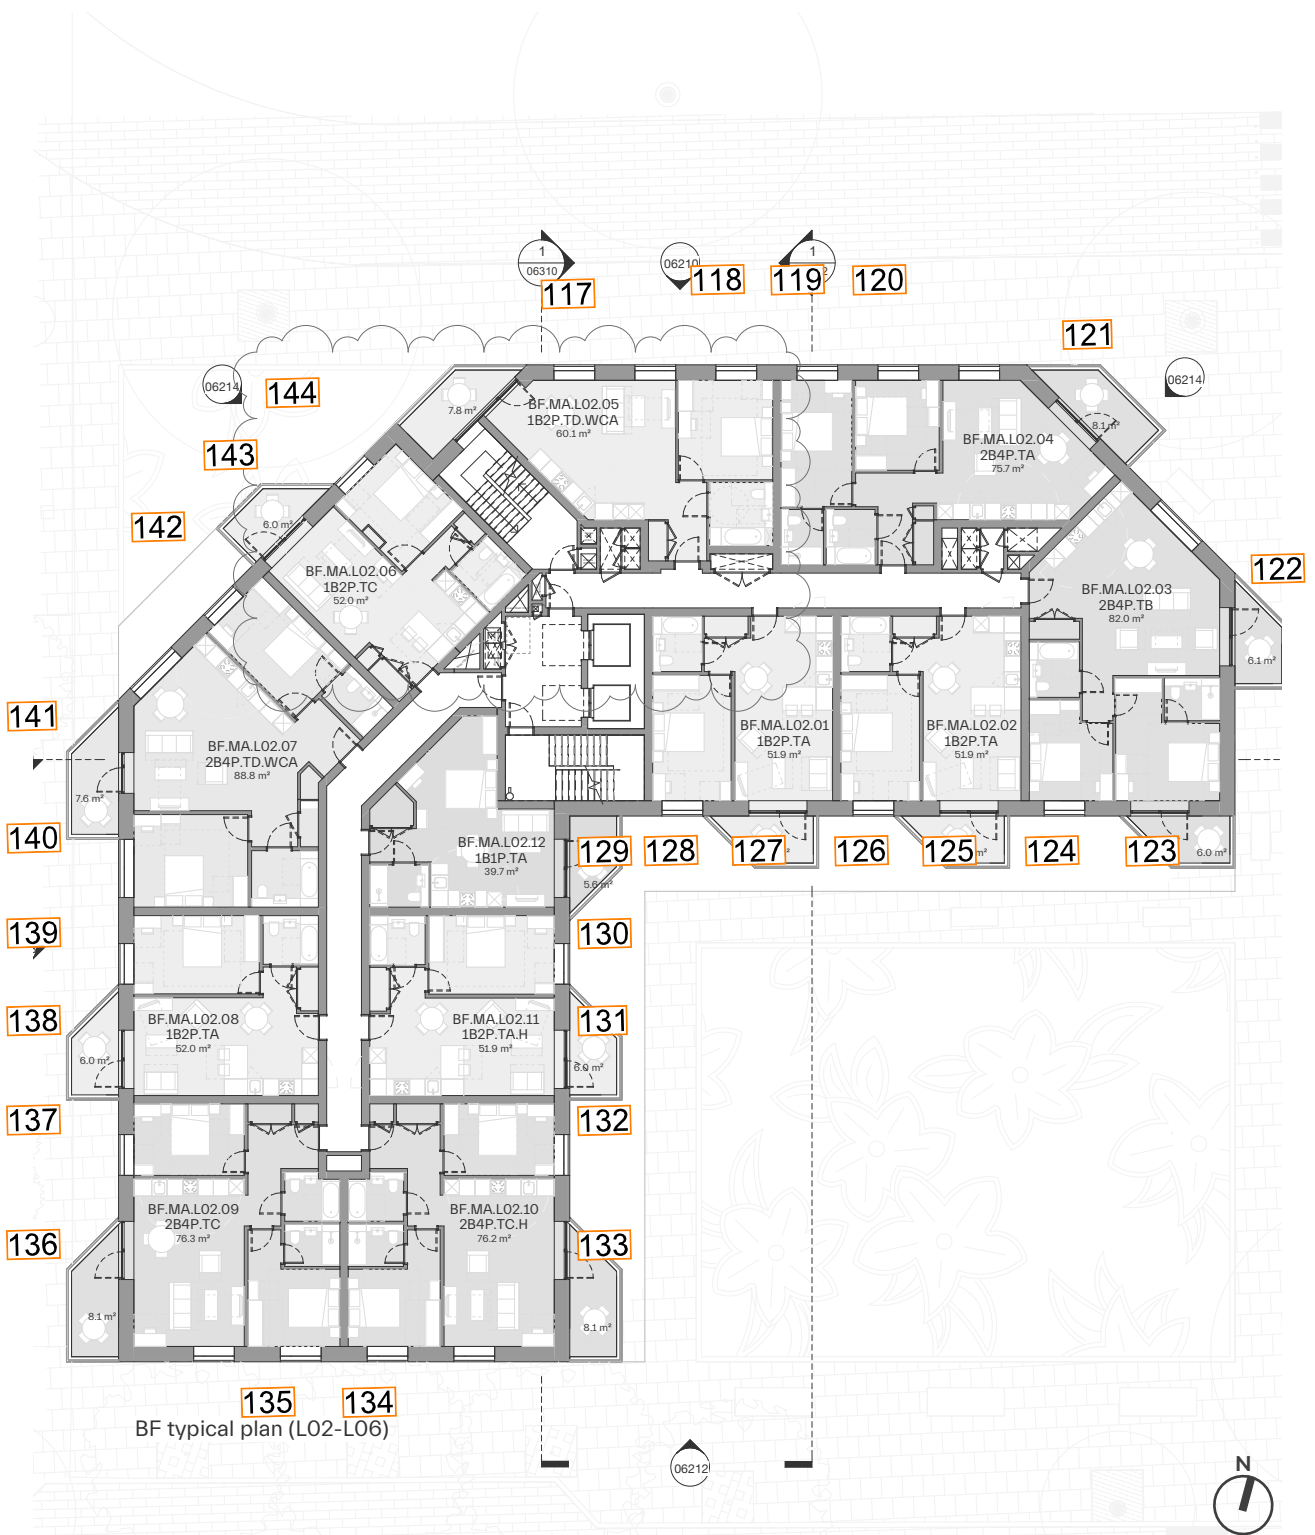 1
06310
117
06210
118
1
119
120
121
06214
144
06214
7.8 m²
BF.MA.L02.05
1B2P.TD.WCA
60.1 m²
8.1 m²
BF.MA.L02.04
2B4P.TA
75.7 m²
143
142
6.0 m²
BF.MA.L02.06
1B2P.TC
52.0 m²
122
BF.MA.L02.03
2B4P.TB
82.0 m²
6.1 m²
141
BF.MA.L02.07
2B4P.TD.WCA
88.8 m²
BF.MA.L02.01
1B2P.TA
51.9 m²
BF.MA.L02.02
1B2P.TA
51.9 m²
7.6 m²
140
BF.MA.L02.12
1B1P.TA
39.7 m²
129
128
127
126
125
124
123
m²
6.0 m²
5.6 m²
139
130
138
BF.MA.L02.08
1B2P.TA
52.0 m²
BF.MA.L02.11
1B2P.TA.H
51.9 m²
131
6.0 m²
6.0 m²
137
132
BF.MA.L02.09
2B4P.TC
76.3 m²
BF.MA.L02.10
2B4P.TC.H
76.2 m²
136
133
8.1 m²
8.1 m²
135
134
BF typical plan (L02-L06)
06212
N